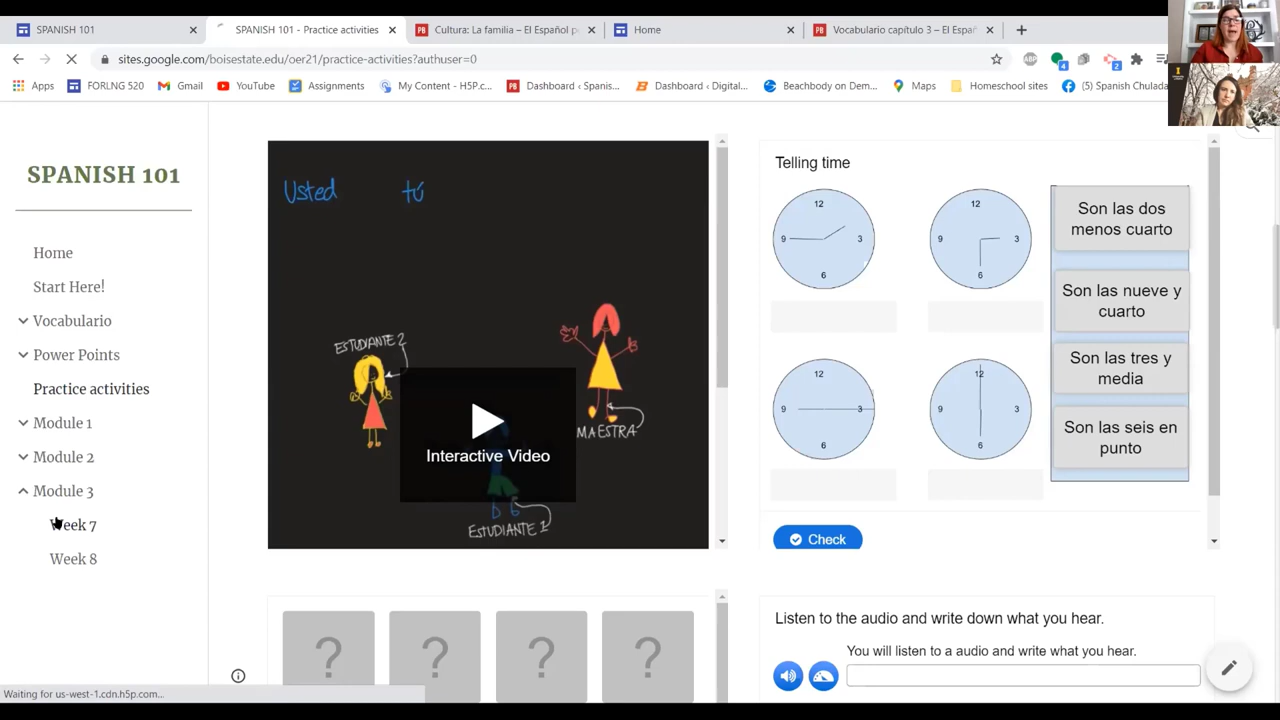 SPANISH 101
SPANISH 101 - Practice activities
Cultura: La familia – El Español p
Home
Vocabulario capítulo 3 – El Espa
sites.google.com/boisestate.edu/oer21/practice-activities?authuser=0
ABP
4
2
Apps
FORLNG 520
Gmail
YouTube
Assignments
My Content - H5P.c...
Dashboard ‹ Spanis...
Dashboard ‹ Digital...
Beachbody on Dem...
Maps
Homeschool sites
(5) Spanish Chulada
SPANISH 101
Home
Start Here!
Vocabulario
Power Points
Practice activities
Module 1
Module 2
Module 3
Week 7
Week 8
Usted tú
ESTUDIANTE 2
MAESTRA
ESTUDIANTE 1
Interactive Video
Telling time
12
9 3
6
12
9 3
6
12
9 3
6
12
9 3
6
Son las dos
menos cuarto
Son las nueve y
cuarto
Son las tres y
media
Son las seis en
punto
Check
? ? ? ?
Listen to the audio and write down what you hear.
You will listen to a audio and write what you hear.
Waiting for us-west-1.cdn.h5p.com...